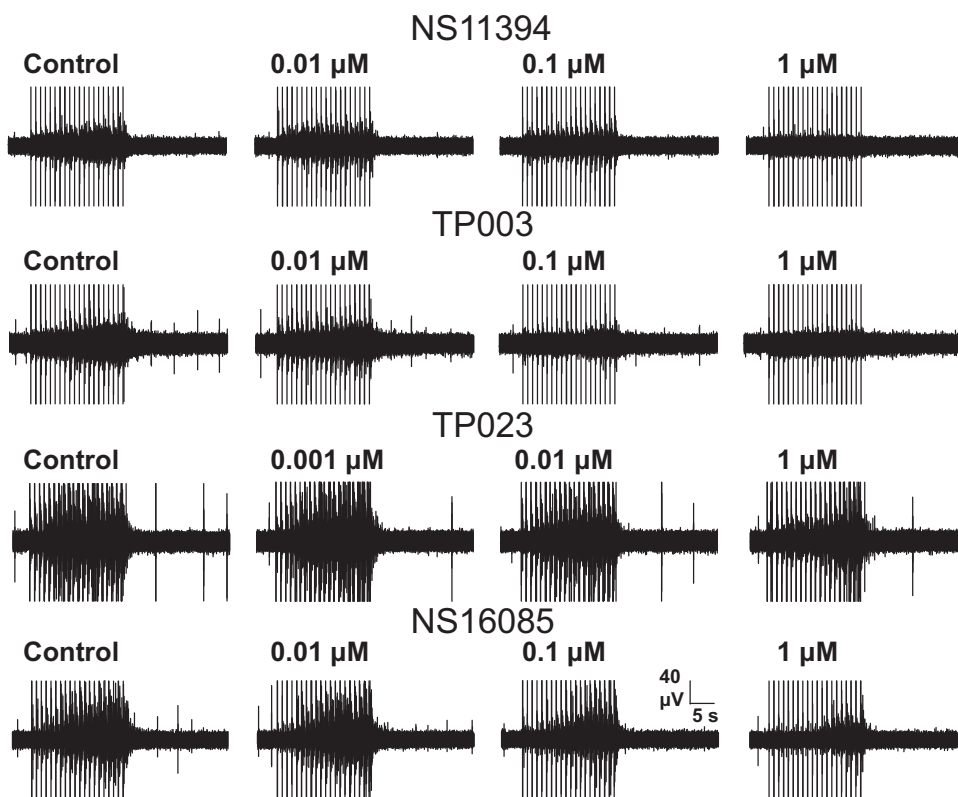 NS11394
Control 0.01 µM 0.1 µM 1 µM
TP003
Control 0.01 µM 0.1 µM 1 µM
TP023
Control 0.001 µM 0.01 µM 1 µM
NS16085
Control 0.01 µM 0.1 µM 1 µM
40
µV
5 s